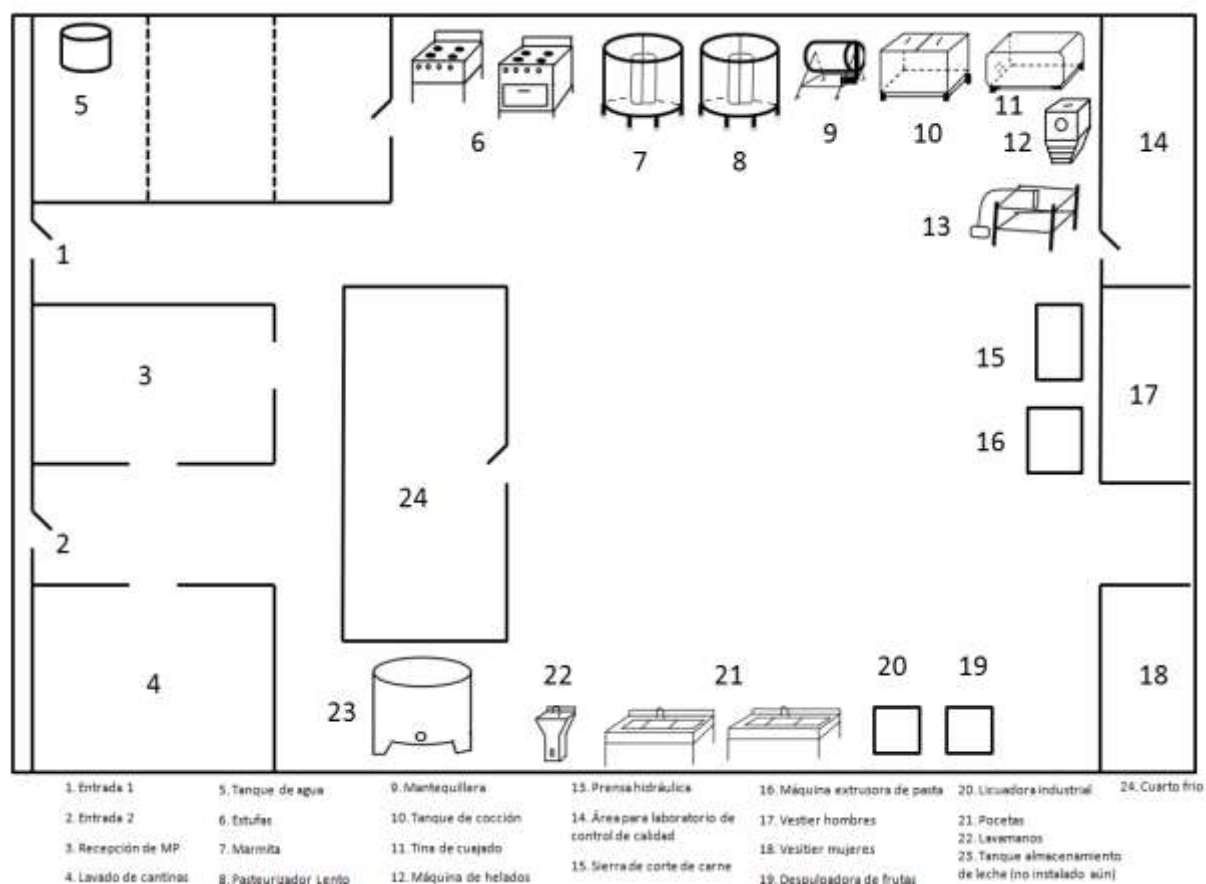 5
6
7
8
9
10
11
12
14
13
1
3
15
17
16
24
2
4
23
22
21
20
19
18
1. Entrada 1
2. Entrada 2
3. Recepción de MP
4. Lavado de cantinas
5. Tanque de agua
6. Estufas
7. Marmita
8. Pasteurizador Lento
9. Mantequillera
10. Tanque de cocción
11. Tina de cuajado
12. Máquina de helados
13. Prensa hidráulica
14. Área para laboratorio de
control de calidad
15. Sierra de corte de carne
16. Máquina extrusora de pasta
17. Vestier hombres
18. Vesitier mujeres
19. Despulpadora de frutas
20. Licuadora industrial
21. Pocetas
22. Lavamanos
23. Tanque almacenamiento
de leche (no instalado aún)
24. Cuarto frio